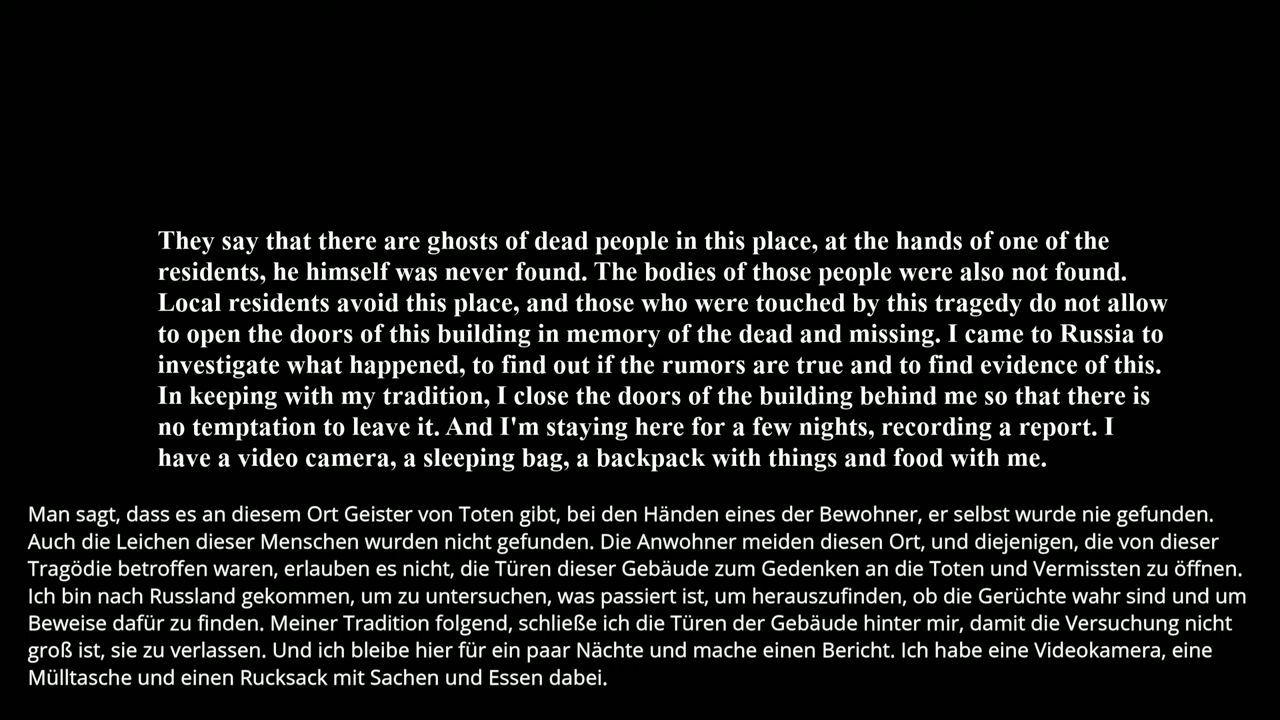 They say that there are ghosts of dead people in this place, at the hands of one of the
residents, he himself was never found. The bodies of those people were also not found.
Local residents avoid this place, and those who were touched by this tragedy do not allow
to open the doors of this building in memory of the dead and missing. I came to Russia to
investigate what happened, to find out if the rumors are true and to find evidence of this.
In keeping with my tradition, I close the doors of the building behind me so that there is
no temptation to leave it. And I'm staying here for a few nights, recording a report. I
have a video camera, a sleeping bag, a backpack with things and food with me.
Man sagt, dass es an diesem Ort Geister von Toten gibt, bei den Händen eines der Bewohner, er selbst wurde nie gefunden.
Auch die Leichen dieser Menschen wurden nicht gefunden. Die Anwohner meiden diesen Ort, und diejenigen, die von dieser
Tragödie betroffen waren, erlauben es nicht, die Türen dieser Gebäude zum Gedenken an die Toten und Vermissten zu öffnen.
Ich bin nach Russland gekommen, um zu untersuchen, was passiert ist, um herauszufinden, ob die Gerüchte wahr sind und um
Beweise dafür zu finden. Meiner Tradition folgend, schließe ich die Türen der Gebäude hinter mir, damit die Versuchung nicht
groß ist, sie zu verlassen. Und ich bleibe hier für ein paar Nächte und mache einen Bericht. Ich habe eine Videokamera, eine
Mülltasche und einen Rucksack mit Sachen und Essen dabei.